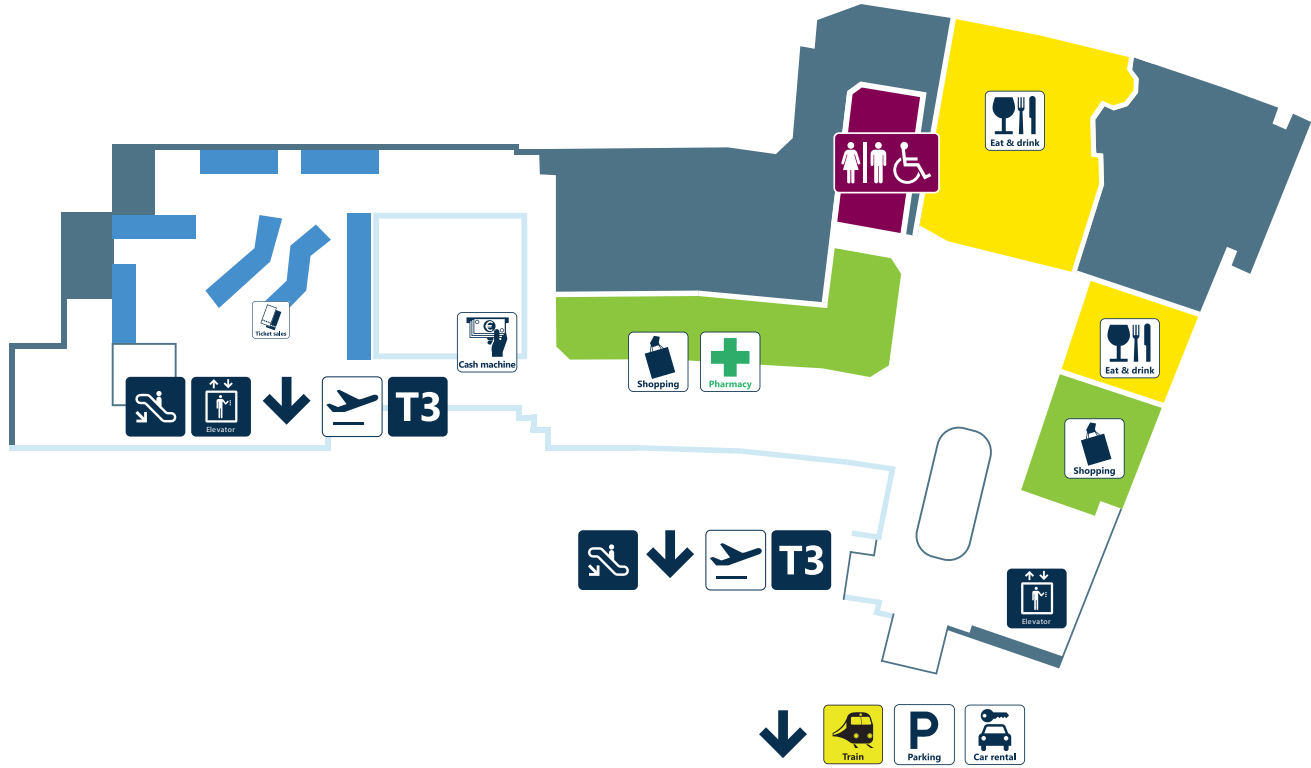 Eat & drink
Ticket sales
Cash machine
Eat & drink
Shopping
Pharmacy
Elevator
T3
Shopping
T3
Elevator
Train
P
Parking
Car rental